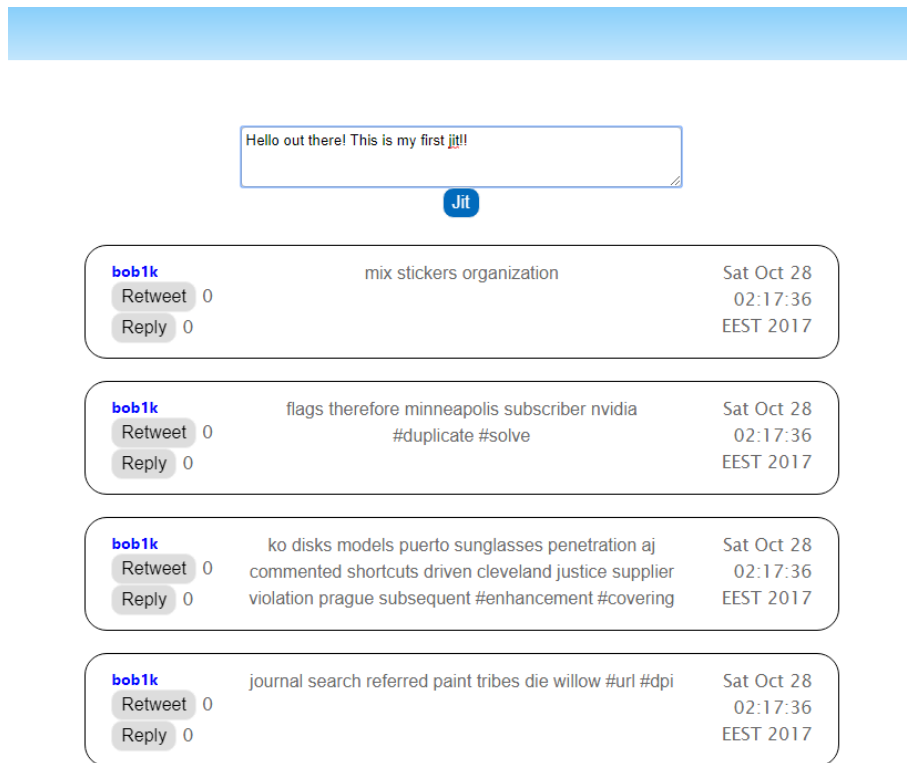 Hello out there! This is my first jit!!
Jit
bob1k
Retweet 0
Reply 0
mix stickers organization
Sat Oct 28
02:17:36
EEST 2017
bob1k
Retweet 0
Reply 0
flags therefore minneapolis subscriber nvidia
#duplicate #solve
Sat Oct 28
02:17:36
EEST 2017
bob1k
Retweet 0
Reply 0
ko disks models puerto sunglasses penetration aj
commented shortcuts driven cleveland justice supplier
violation prague subsequent #enhancement #covering
Sat Oct 28
02:17:36
EEST 2017
bob1k
Retweet 0
Reply 0
journal search referred paint tribes die willow #url #dpi
Sat Oct 28
02:17:36
EEST 2017